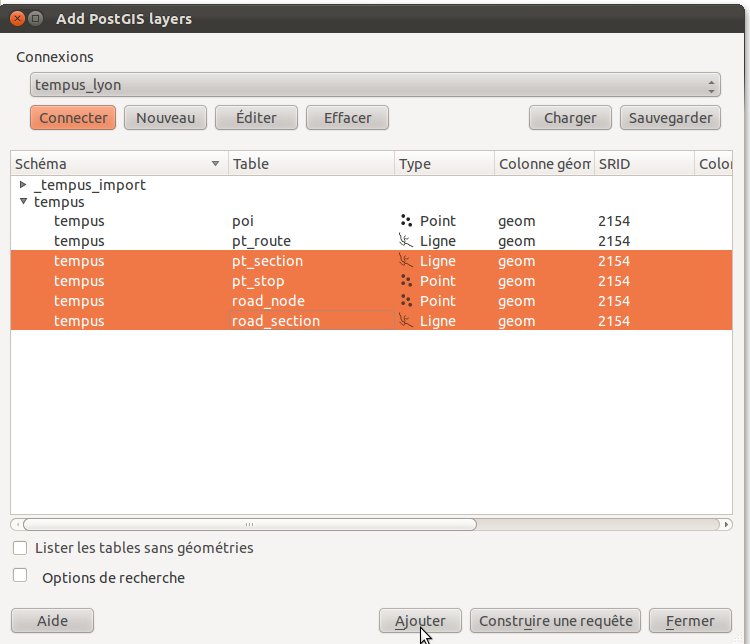 Add PostGIS layers
Connexions
tempus_lyon
Connecter Nouveau Éditer Effacer Charger Sauvegarder
Schéma Table Type Colonne géom SRID Color
_tempus_import
tempus
tempus poi Point geom 2154
tempus pt_route Ligne geom 2154
tempus pt_section Ligne geom 2154
tempus pt_stop Point geom 2154
tempus road_node Point geom 2154
tempus road_section Ligne geom 2154
Lister les tables sans géométries
Options de recherche
Aide Ajouter Construire une requête Fermer